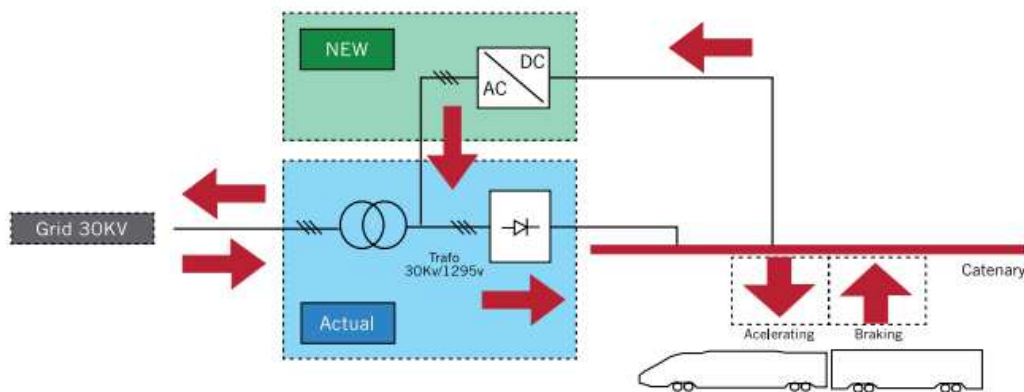 NEW
DC
AC
Grid 30KV
Trafo
30Kv/1295v
Actual
Catenary
Acelerating
Braking